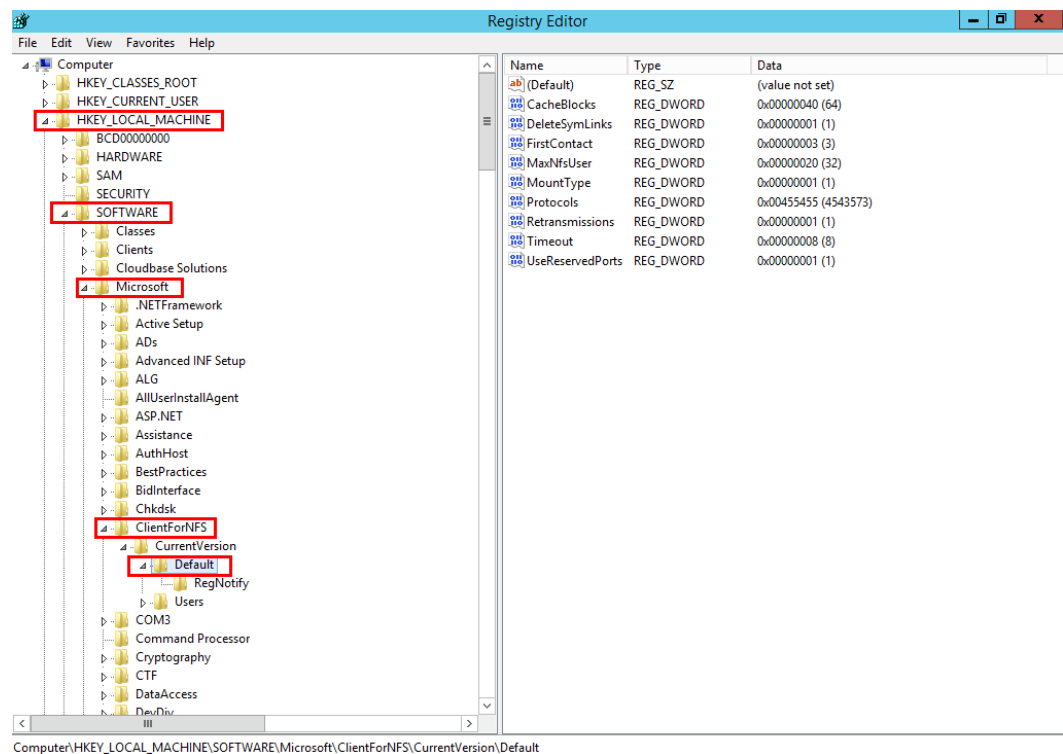 Registry Editor
File Edit View Favorites Help
Computer
HKEY_CLASSES_ROOT
HKEY_CURRENT_USER
HKEY_LOCAL_MACHINE
BCD00000000
HARDWARE
SAM
SECURITY
SOFTWARE
Classes
Clients
Cloudbase Solutions
Microsoft
.NETFramework
Active Setup
ADs
Advanced INF Setup
ALG
AllUserInstallAgent
ASP.NET
Assistance
AuthHost
BestPractices
BidInterface
Chkdsk
ClientForNFS
CurrentVersion
Default
RegNotify
Users
COM3
Command Processor
Cryptography
CTF
DataAccess
DevDiv
Name Type Data
(Default) REG_SZ (value not set)
CacheBlocks REG_DWORD 0x00000040 (64)
DeleteSymLinks REG_DWORD 0x00000001 (1)
FirstContact REG_DWORD 0x00000003 (3)
MaxNfsUser REG_DWORD 0x00000020 (32)
MountType REG_DWORD 0x00000001 (1)
Protocols REG_DWORD 0x00455455 (4543573)
Retransmissions REG_DWORD 0x00000001 (1)
Timeout REG_DWORD 0x00000008 (8)
UseReservedPorts REG_DWORD 0x00000001 (1)
Computer\HKEY_LOCAL_MACHINE\SOFTWARE\Microsoft\ClientForNFS\CurrentVersion\Default